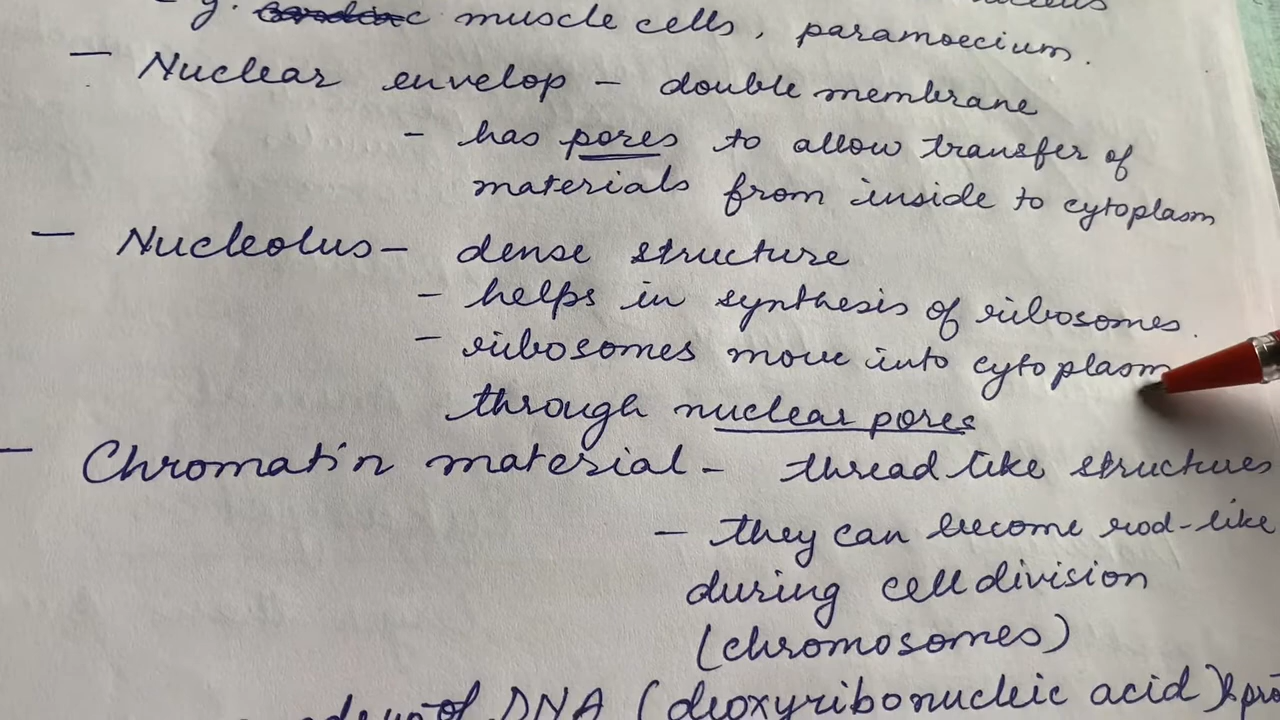 muscle cells, paramoecium.
— Nuclear envelop – double membrane
- has pores to allow transfer of
materials from inside to cytoplasm
— Nucleolus – dense structure
- helps in synthesis of ribosomes.
- ribosomes move into cytoplasm
through nuclear pores
— Chromatin material - thread like structures
- they can become rod-like
during cell division
(chromosomes)
of DNA (deoxyribonucleic acid) &